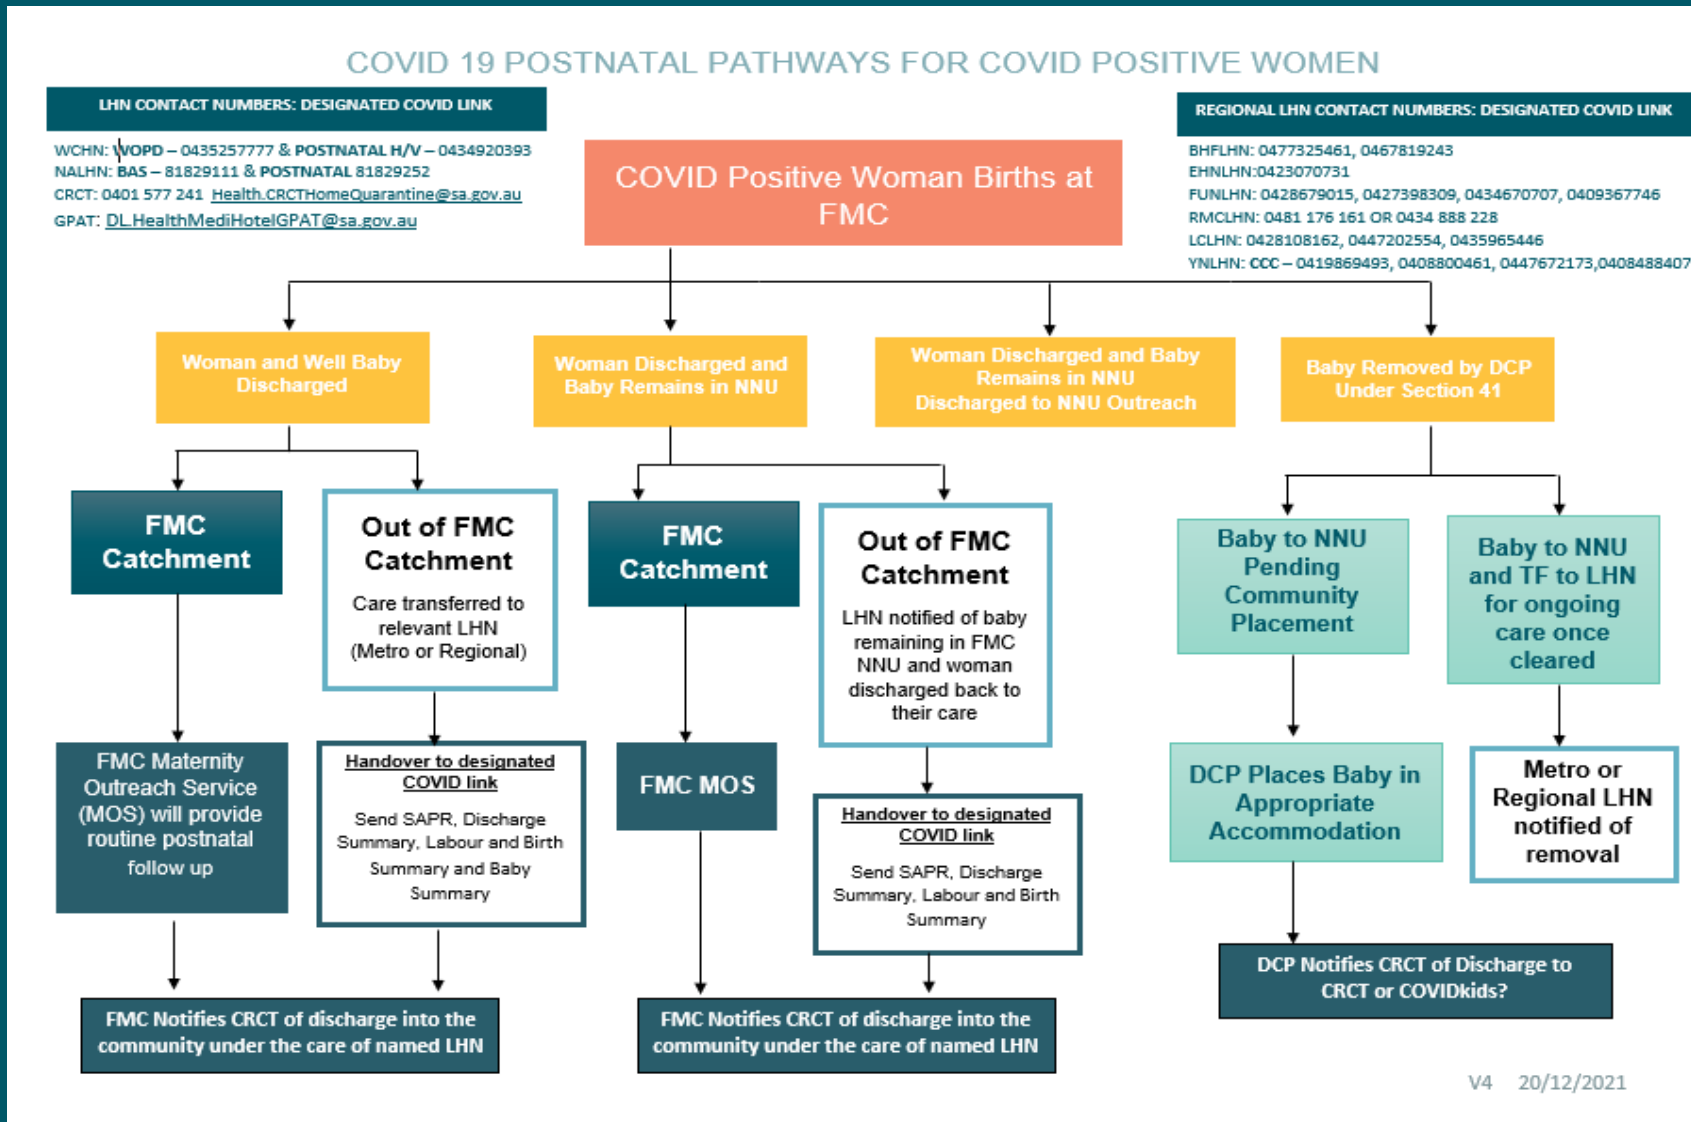 COVID 19 POSTNATAL PATHWAYS FOR COVID POSITIVE WOMEN
LHN CONTACT NUMBERS: DESIGNATED COVID LINK
WCHN: WOPD – 0435257777 & POSTNATAL H/V – 0434920393
NALHN: BAS – 81829111 & POSTNATAL 81829252
CRCT: 0401 577 241 Health.CRCTHomeQuarantine@sa.gov.au
GPAT: DL.HealthMediHotelGPAT@sa.gov.au
REGIONAL LHN CONTACT NUMBERS: DESIGNATED COVID LINK
BHFLHN: 0477325461, 0467819243
EHNLHN:0423070731
FUNLHN: 0428679015, 0427398309, 0434670707, 0409367746
RMCLHN: 0481 176 161 OR 0434 888 228
LCLHN: 0428108162, 0447202554, 0435965446
YNLHN: CCC – 0419869493, 0408800461, 0447672173,0408488407
COVID Positive Woman Births at
FMC
Woman and Well Baby
Discharged
Woman Discharged and
Baby Remains in NNU
Woman Discharged and Baby
Remains in NNU
Discharged to NNU Outreach
Baby Removed by DCP
Under Section 41
FMC
Catchment
Out of FMC
Catchment
Care transferred to
relevant LHN
(Metro or Regional)
FMC
Catchment
Out of FMC
Catchment
LHN notified of baby
remaining in FMC
NNU and woman
discharged back to
their care
Baby to NNU
Pending
Community
Placement
Baby to NNU
and TF to LHN
for ongoing
care once
cleared
FMC Maternity
Outreach Service
(MOS) will provide
routine postnatal
follow up
Handover to designated
COVID link
Send SAPR, Discharge
Summary, Labour and Birth
Summary and Baby
Summary
FMC MOS
Handover to designated
COVID link
Send SAPR, Discharge
Summary, Labour and Birth
Summary
DCP Places Baby in
Appropriate
Accommodation
Metro or
Regional LHN
notified of
removal
FMC Notifies CRCT of discharge into the
community under the care of named LHN
FMC Notifies CRCT of discharge into the
community under the care of named LHN
DCP Notifies CRCT of Discharge to
CRCT or COVIDkids?
V4 20/12/2021